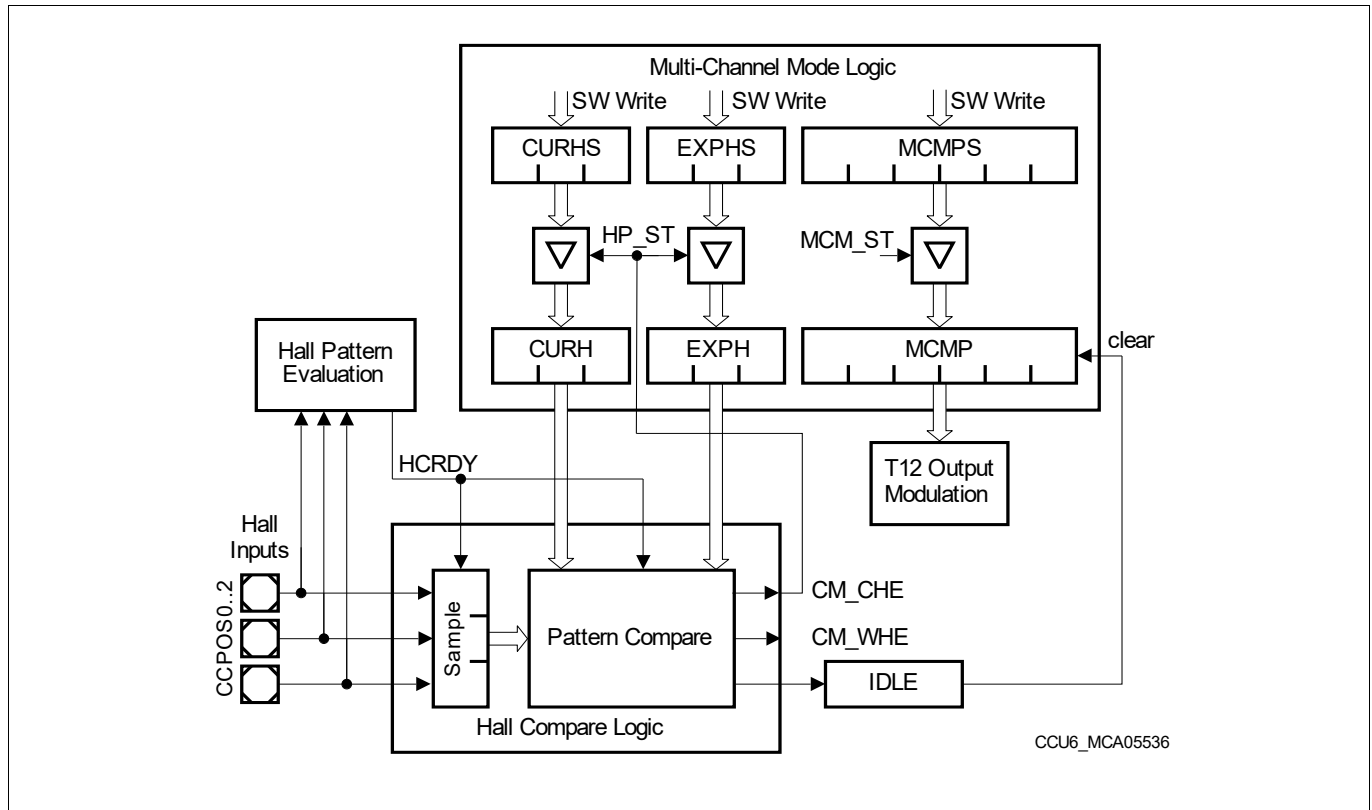 Multi-Channel Mode Logic
SW Write
SW Write
SW Write
CURHS
EXPHS
MCMPS
HP_ST
MCM_ST
CURH
EXPH
MCMP
clear
Hall Pattern
Evaluation
T12 Output
Modulation
HCRDY
Hall
Inputs
CCPOS0..2
Sample
Pattern Compare
CM_CHE
CM_WHE
IDLE
Hall Compare Logic
CCU6_MCA05536